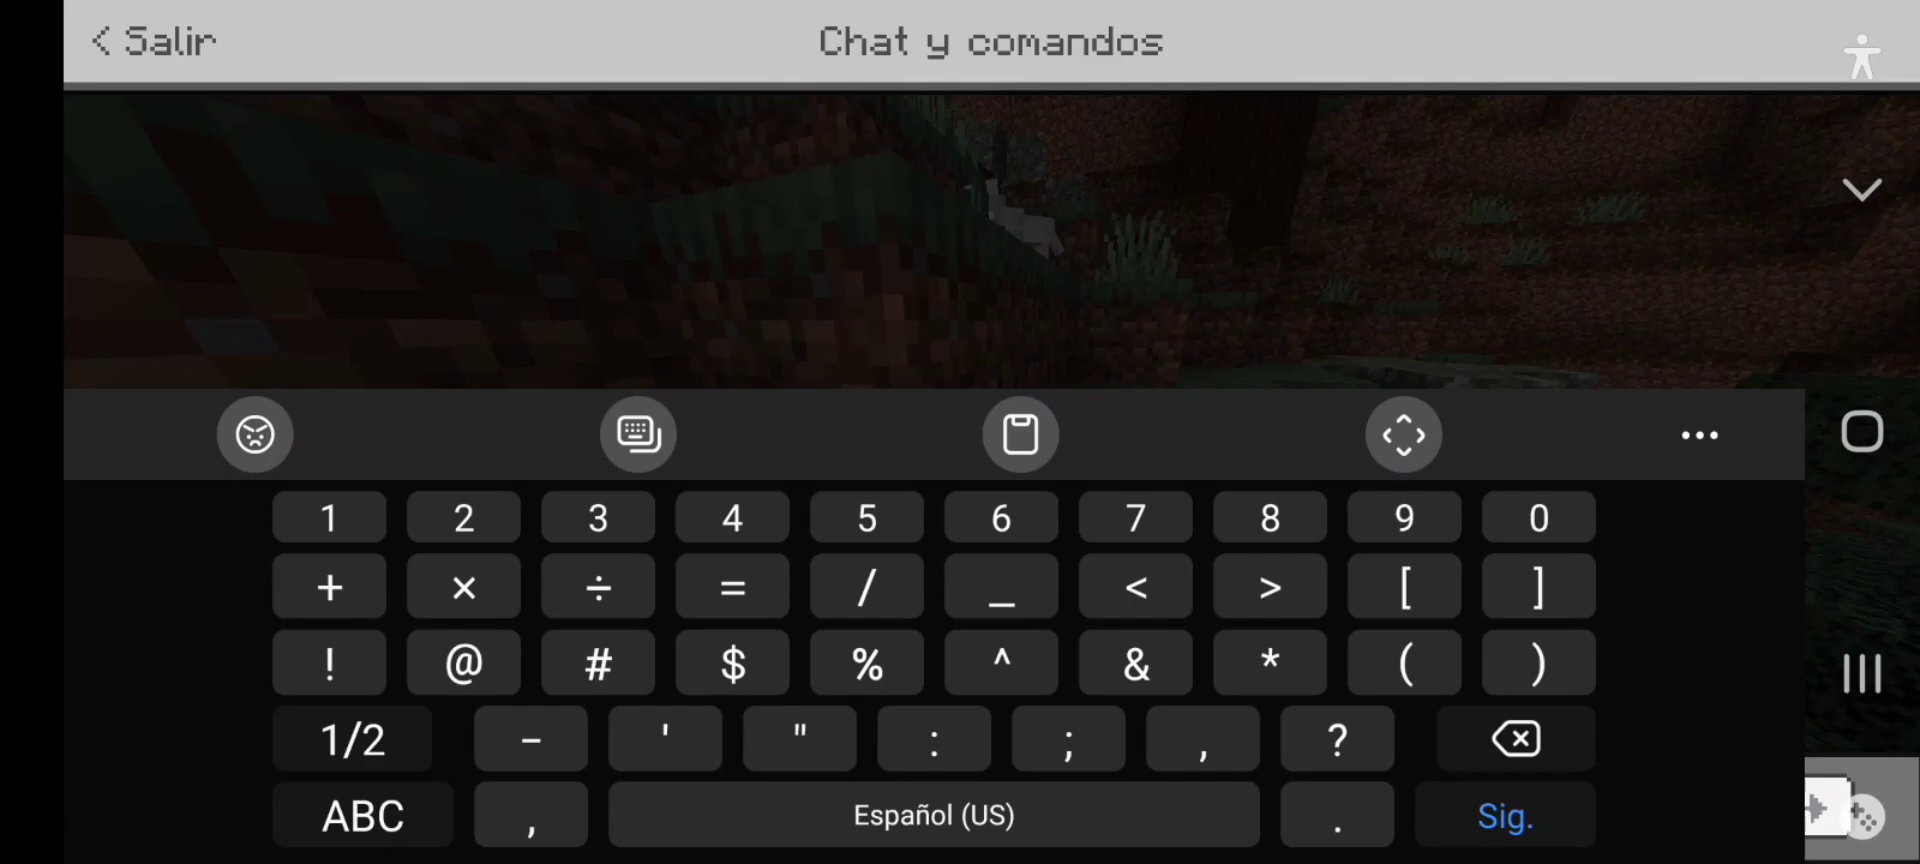 < Salir
Chat y comandos
1 2 3 4 5 6 7 8 9 0
+ × ÷ = / _ < > [ ]
! @ # $ % ^ & * ( )
1/2 - ' " : ; , ?
ABC , Español (US) . Sig.